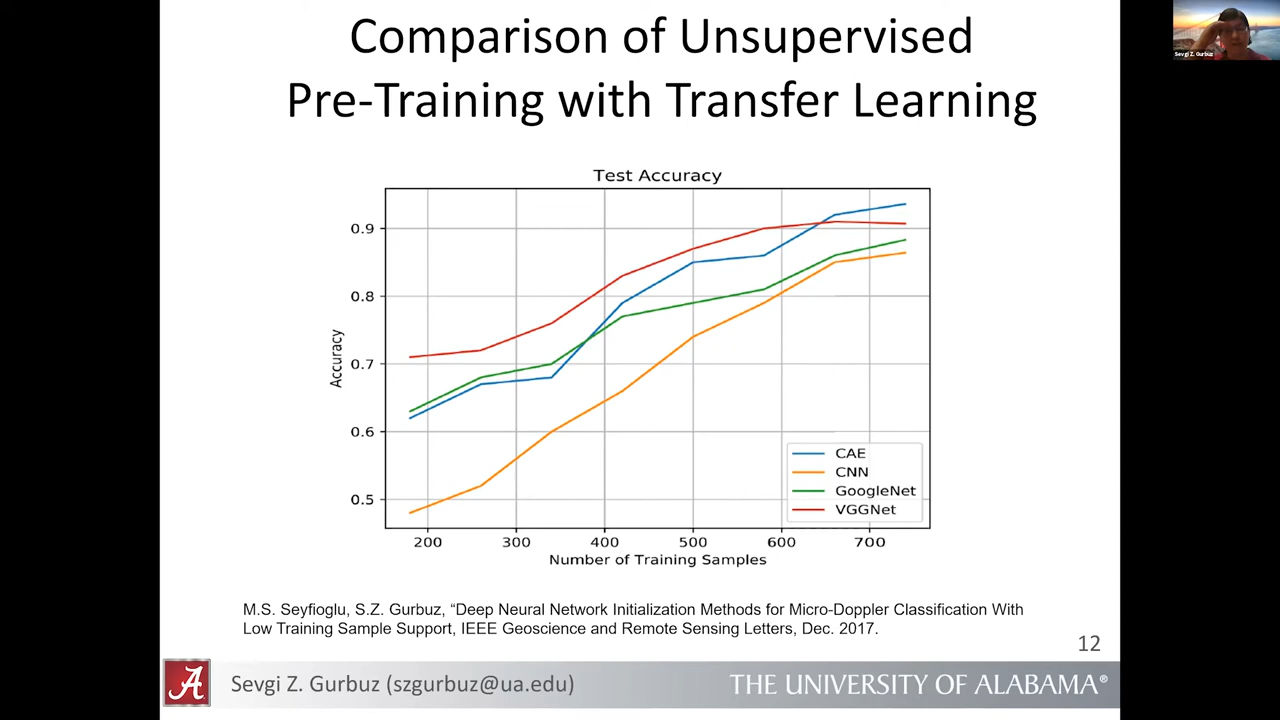 Comparison of Unsupervised
Pre-Training with Transfer Learning
Sevgi Z. Gurbuz
Test Accuracy
Accuracy
0.9
0.8
0.7
0.6
0.5
200 300 400 500 600 700
Number of Training Samples
CAE
CNN
GoogleNet
VGGNet
M.S. Seyfioglu, S.Z. Gurbuz, “Deep Neural Network Initialization Methods for Micro-Doppler Classification With
Low Training Sample Support, IEEE Geoscience and Remote Sensing Letters, Dec. 2017.
12
A
Sevgi Z. Gurbuz (szgurbuz@ua.edu)
THE UNIVERSITY OF ALABAMA®